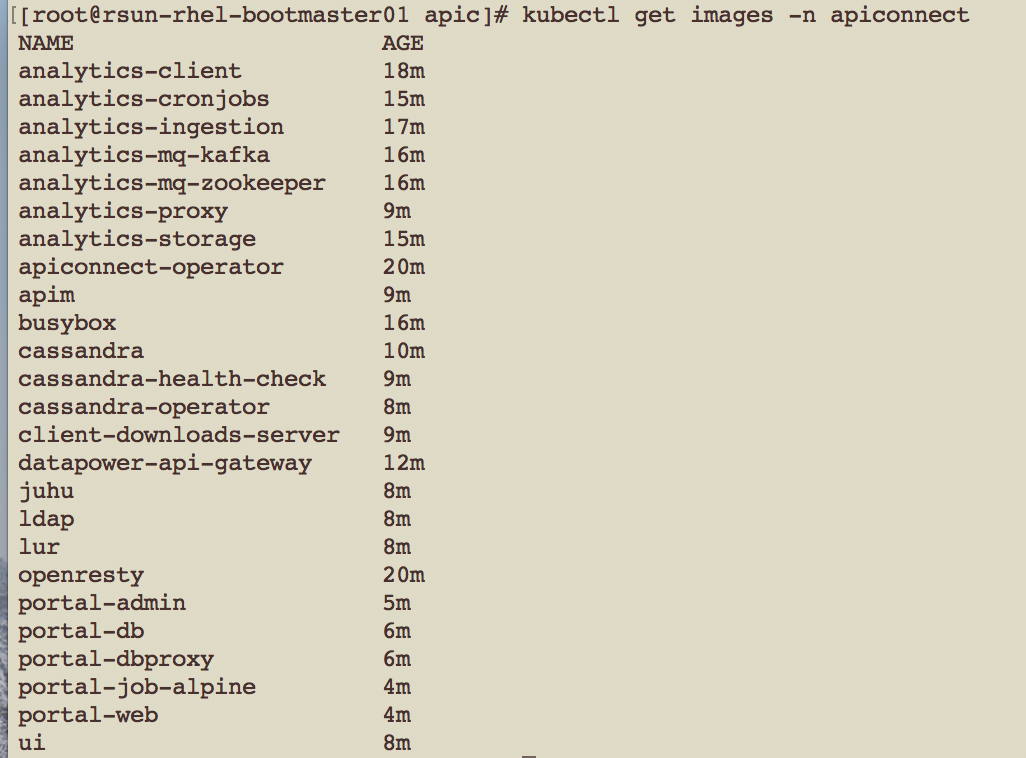 [[root@rsun-rhel-bootmaster01 apic]# kubectl get images -n apiconnect
NAME AGE
analytics-client 18m
analytics-cronjobs 15m
analytics-ingestion 17m
analytics-mq-kafka 16m
analytics-mq-zookeeper 16m
analytics-proxy 9m
analytics-storage 15m
apiconnect-operator 20m
apim 9m
busybox 16m
cassandra 10m
cassandra-health-check 9m
cassandra-operator 8m
client-downloads-server 9m
datapower-api-gateway 12m
juhu 8m
ldap 8m
lur 8m
openresty 20m
portal-admin 5m
portal-db 6m
portal-dbproxy 6m
portal-job-alpine 4m
portal-web 4m
ui 8m